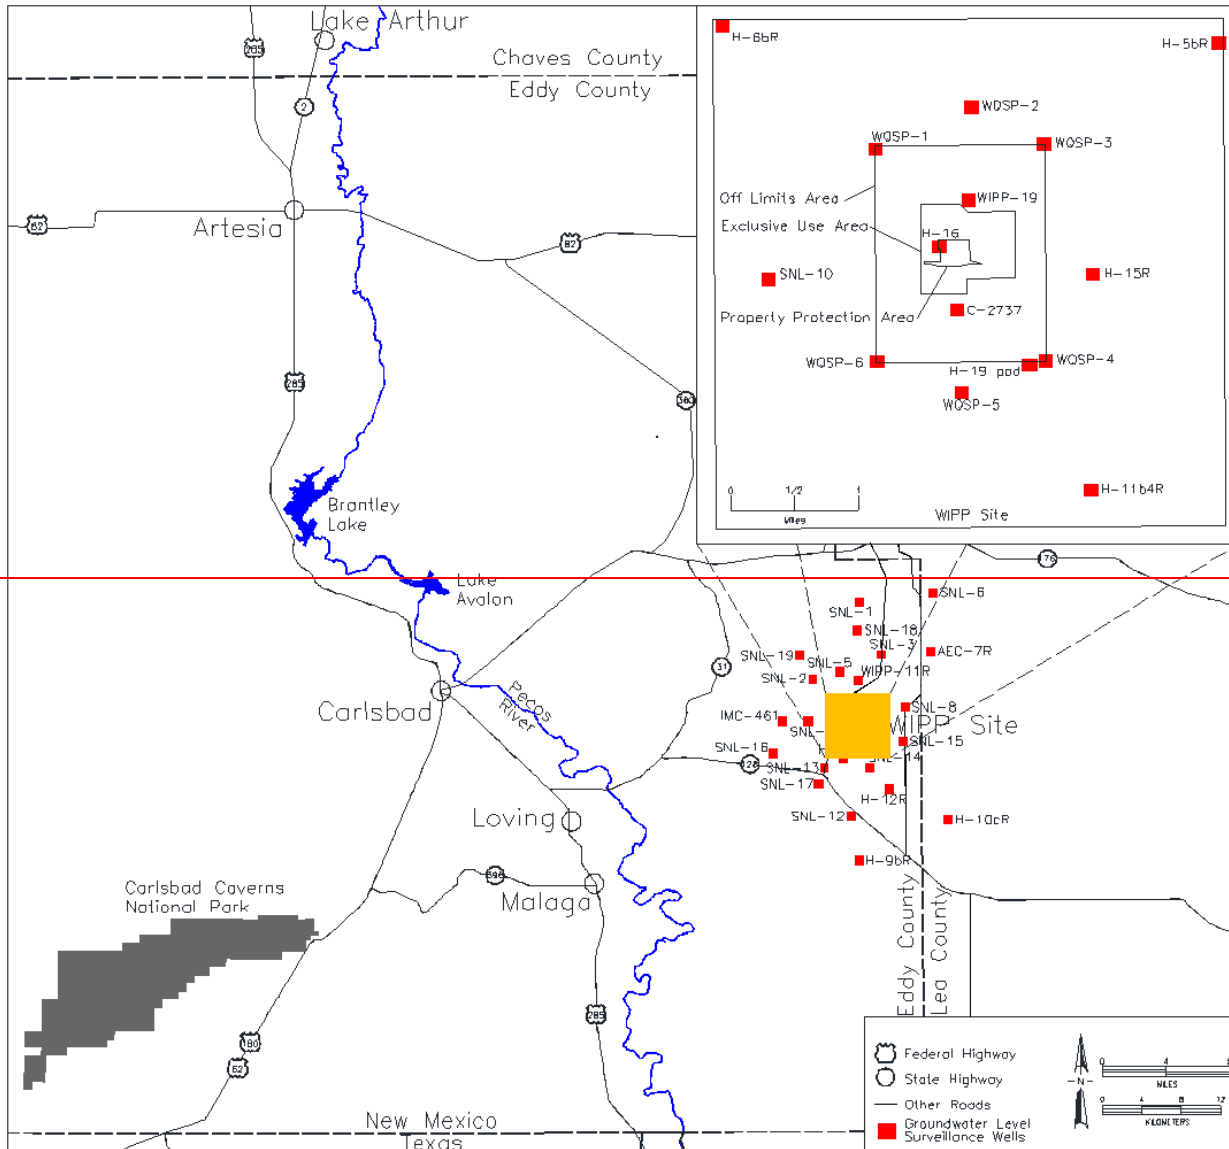 Lake Arthur
285
Chaves County
Eddy County
2
Artesia
82
82
285
360
Brantley
Lake
Lake
Avalon
Carlsbad
Pecos
River
31
Loving
Malaga
Carlsbad Caverns
National Park
285
180
62
New Mexico
Texas
H-6bR
H-5bR
WQSP-2
WQSP-1
WQSP-3
Off Limits Area
WIPP-19
Exclusive Use Area
H-16
SNL-10
H-15R
Property Protection Area
C-2737
WQSP-6
WQSP-4
H-19 pad
WQSP-5
H-11b4R
0 1/2 1
Miles
WIPP Site
176
SNL-6
SNL-1
SNL-18
SNL-3
SNL-19
SNL-5
AEC-7R
SNL-2
WIPP-11R
SNL-8
IMC-461
SNL-
WIPP Site
SNL-15
SNL-16
128
SNL-13
SNL-14
SNL-17
H-12R
SNL-12
H-10cR
H-9bR
Eddy County
Lea County
Federal Highway
State Highway
Other Roads
Groundwater Level
Surveillance Wells
-N-
0 4 8
MILES
0 4 8 12
KILOMETERS